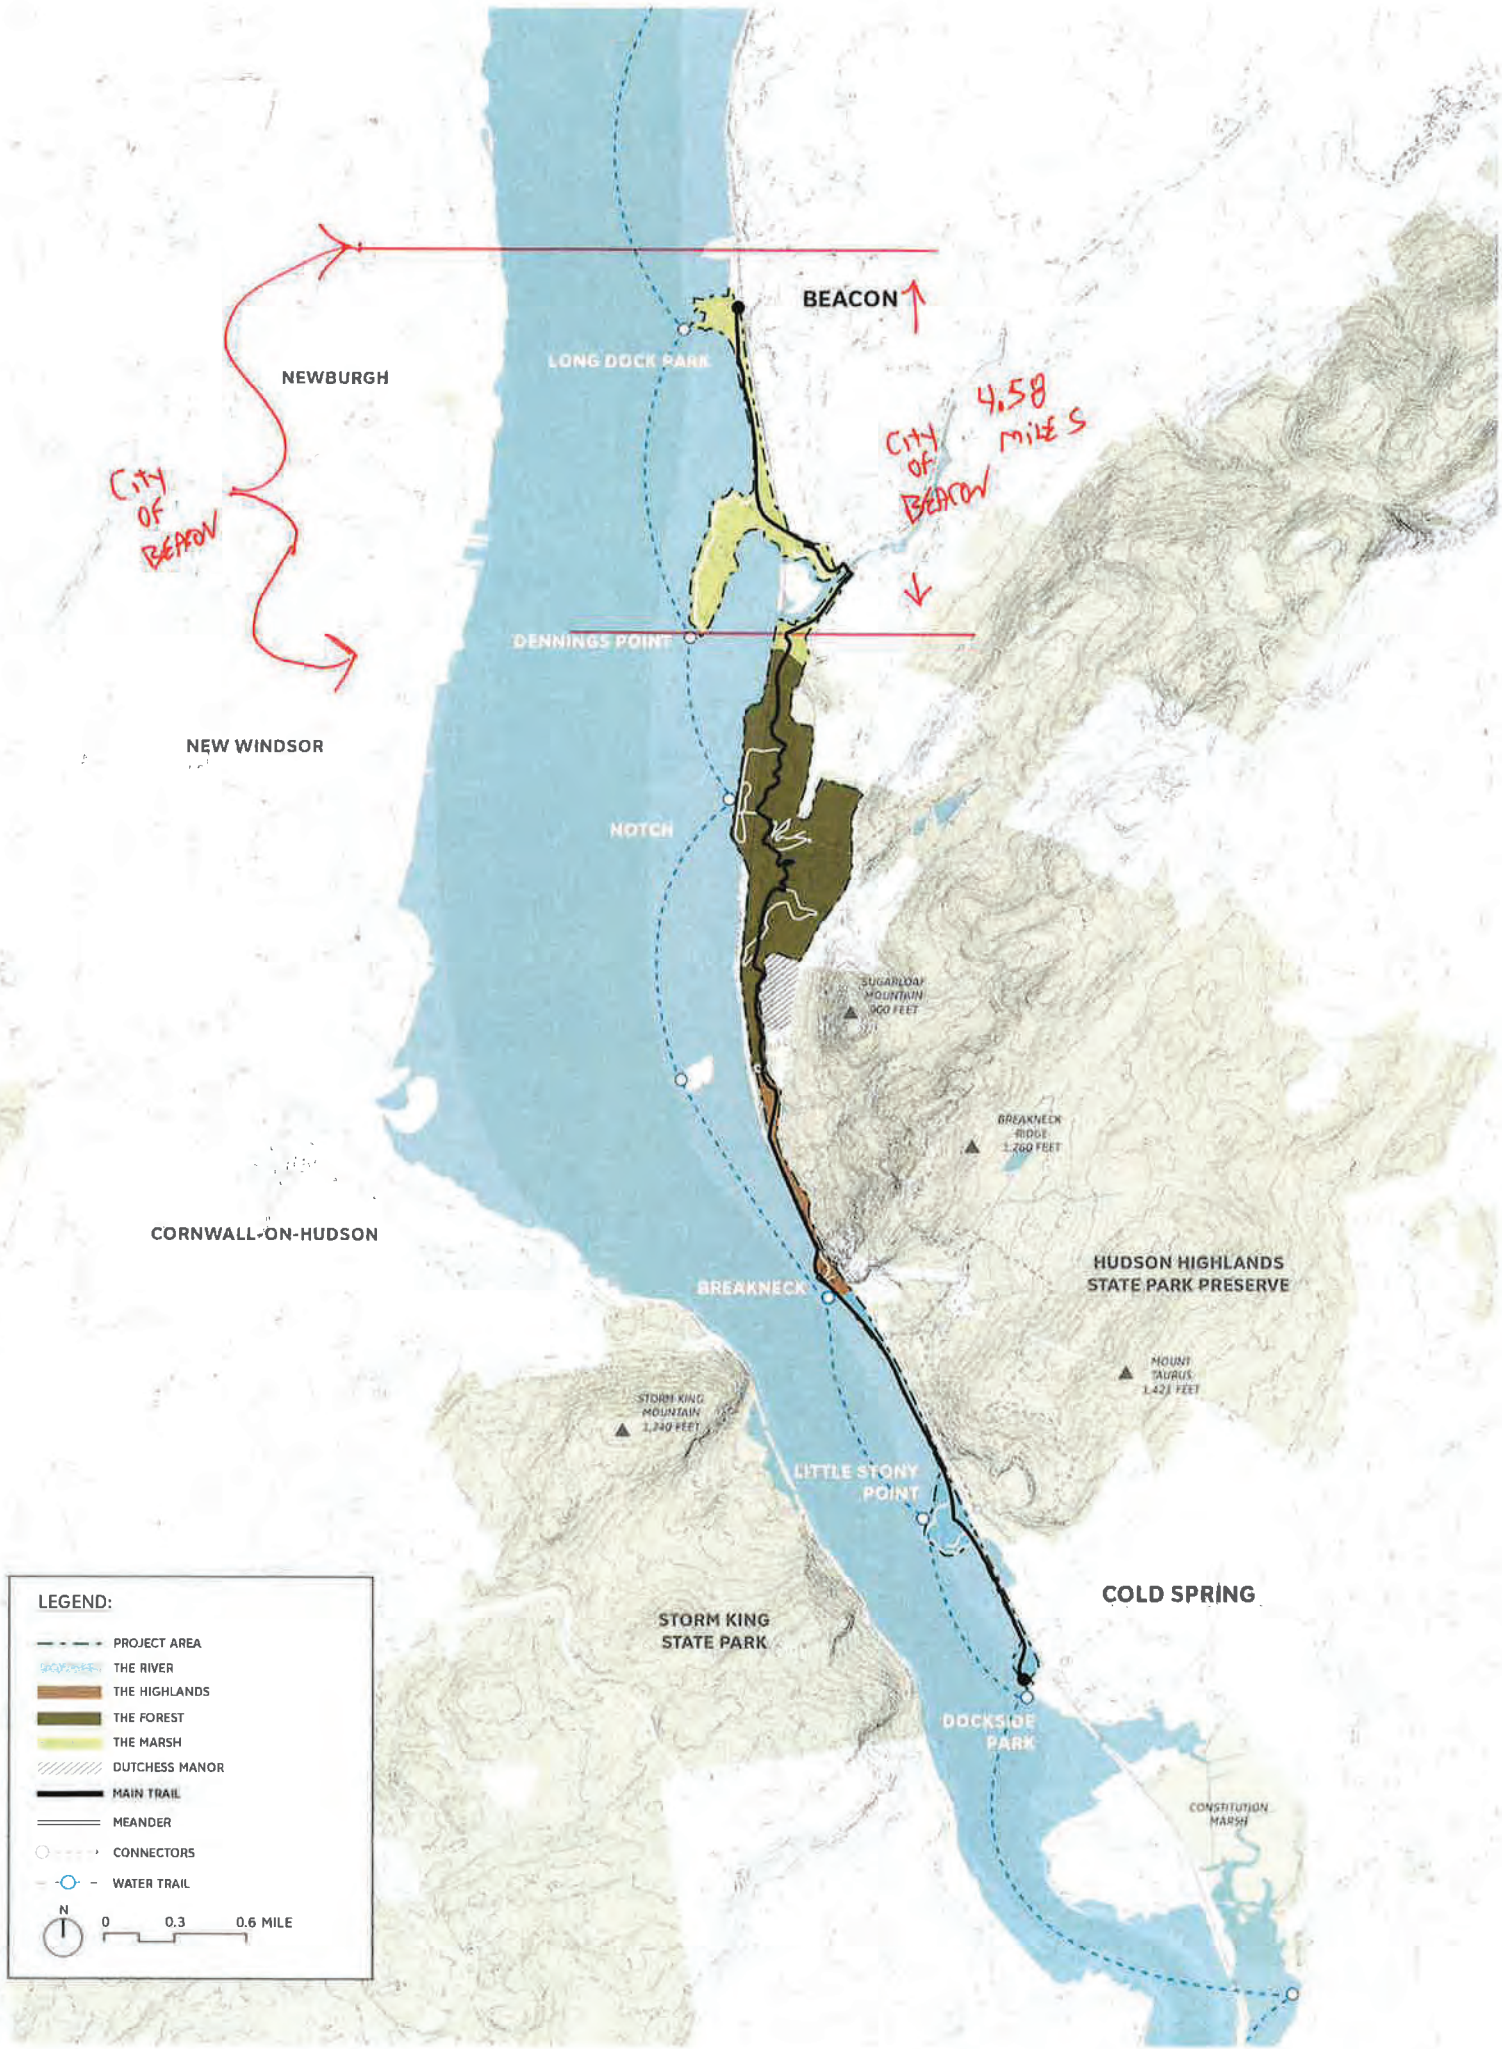 BEACON
LONG DOCK PARK
NEWBURGH
4.58
MILES
City
OF
BEACON
City
OF
BEACON
DENNINGS POINT
NEW WINDSOR
NOTCH
SUGARLOAF
MOUNTAIN
900 FEET
BREAKNECK
RIDGE
1,260 FEET
CORNWALL-ON-HUDSON
HUDSON HIGHLANDS
STATE PARK PRESERVE
BREAKNECK
MOUNT
TAURUS
1,421 FEET
STORM KING
MOUNTAIN
1,340 FEET
LITTLE STONY
POINT
COLD SPRING
STORM KING
STATE PARK
DOCKSIDE
PARK
CONSTITUTION
MARSH
LEGEND:
PROJECT AREA
THE RIVER
THE HIGHLANDS
THE FOREST
THE MARSH
DUTCHESS MANOR
MAIN TRAIL
MEANDER
CONNECTORS
WATER TRAIL
N
0 0.3 0.6 MILE